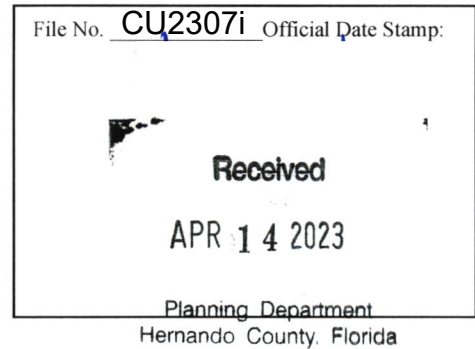 File No. CU2307i Official Date Stamp:
Received
APR 14 2023
Planning Department
Hernando County, Florida